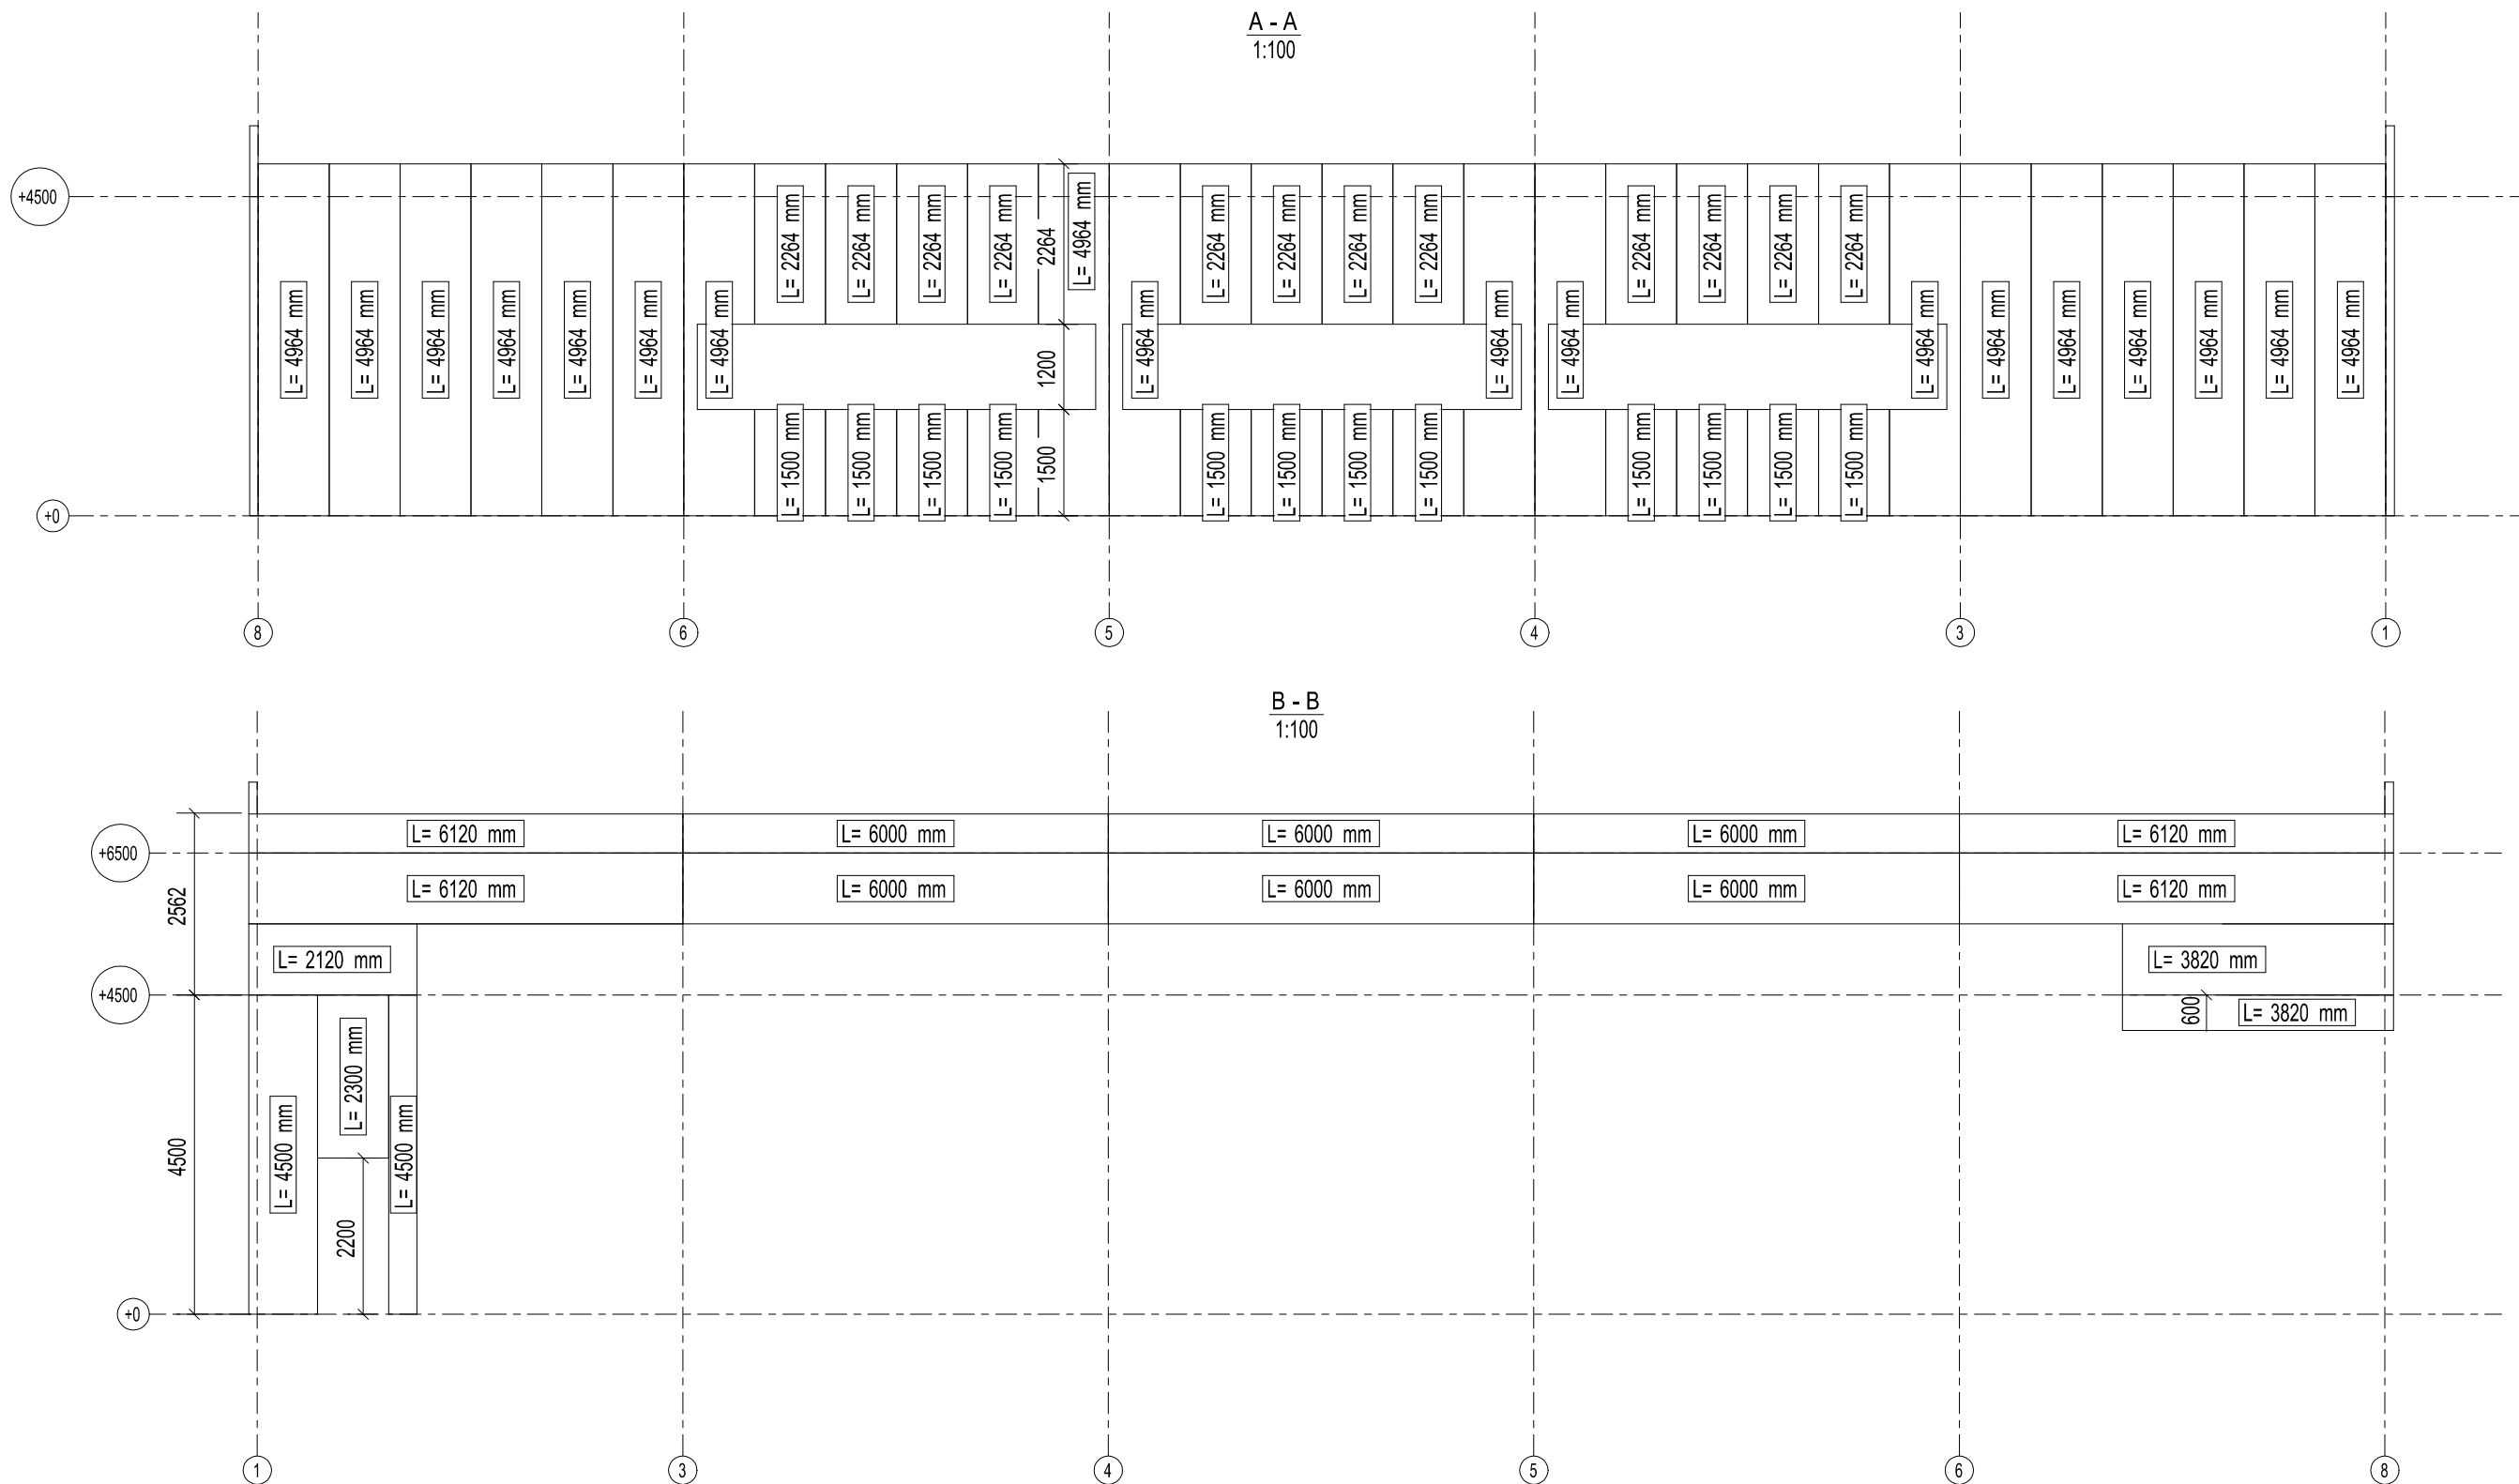 A - A
1:100
+4500
L= 2264 mm
L= 2264 mm
L= 2264 mm
L= 2264 mm
2264
L= 4964 mm
L= 2264 mm
L= 2264 mm
L= 2264 mm
L= 2264 mm
L= 2264 mm
L= 2264 mm
L= 2264 mm
L= 2264 mm
L= 4964 mm
L= 4964 mm
L= 4964 mm
L= 4964 mm
L= 4964 mm
L= 4964 mm
L= 4964 mm
1200
L= 4964 mm
L= 4964 mm
L= 4964 mm
L= 4964 mm
L= 4964 mm
L= 4964 mm
L= 4964 mm
L= 4964 mm
L= 4964 mm
L= 4964 mm
L= 1500 mm
L= 1500 mm
L= 1500 mm
L= 1500 mm
1500
L= 1500 mm
L= 1500 mm
L= 1500 mm
L= 1500 mm
L= 1500 mm
L= 1500 mm
L= 1500 mm
L= 1500 mm
+0
8
6
5
4
3
1
B - B
1:100
L= 6120 mm
L= 6000 mm
L= 6000 mm
L= 6000 mm
L= 6120 mm
+6500
2562
L= 6120 mm
L= 6000 mm
L= 6000 mm
L= 6000 mm
L= 6120 mm
L= 2120 mm
L= 3820 mm
+4500
600
L= 3820 mm
L= 2300 mm
4500
L= 4500 mm
L= 4500 mm
2200
+0
1
3
4
5
6
8